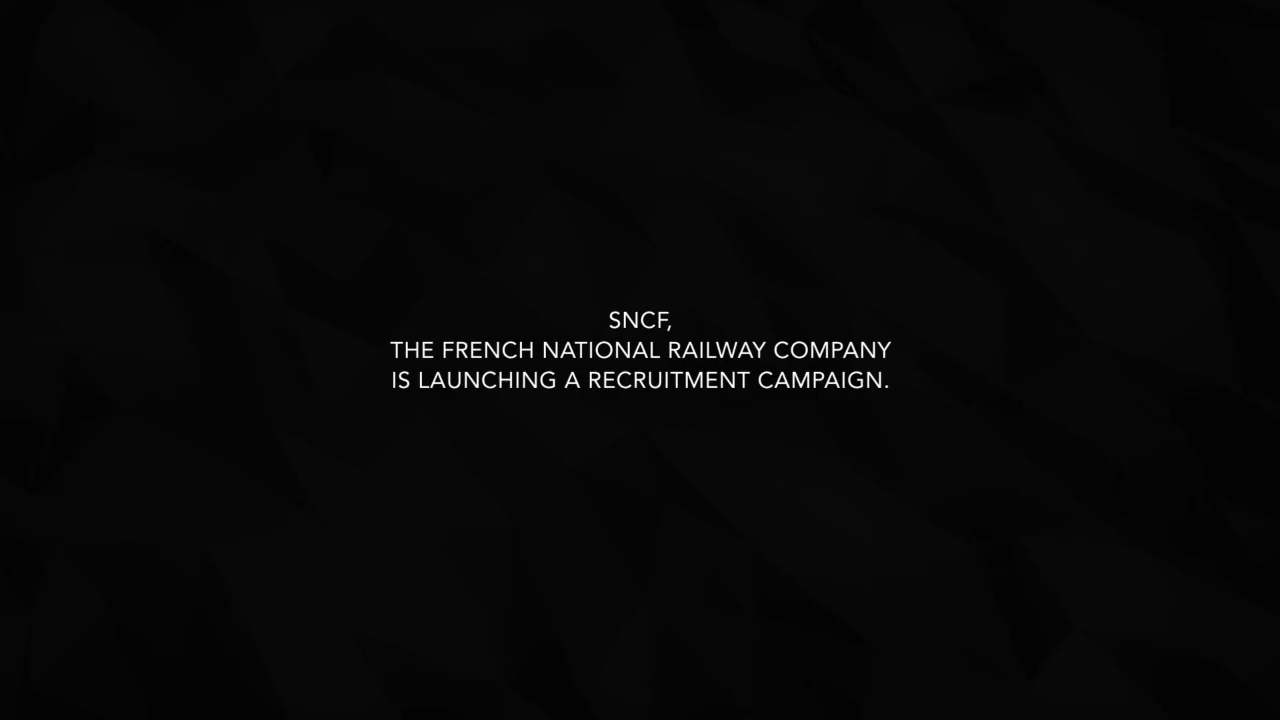 SNCF,
THE FRENCH NATIONAL RAILWAY COMPANY
IS LAUNCHING A RECRUITMENT CAMPAIGN.